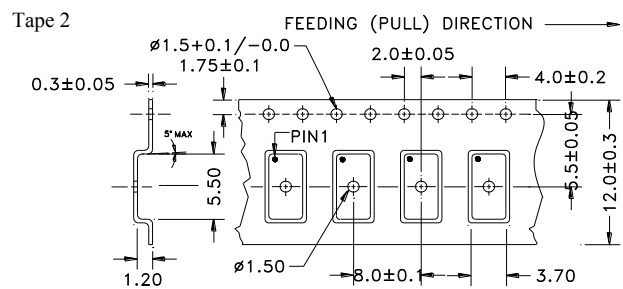 Tape 2
FEEDING (PULL) DIRECTION
ø1.5+0.1/-0.0
2.0±0.05
1.75±0.1
0.3±0.05
4.0±0.2
5° MAX
PIN1
5.50
5.5±0.05
12.0±0.3
1.20
ø1.50
8.0±0.1
3.70